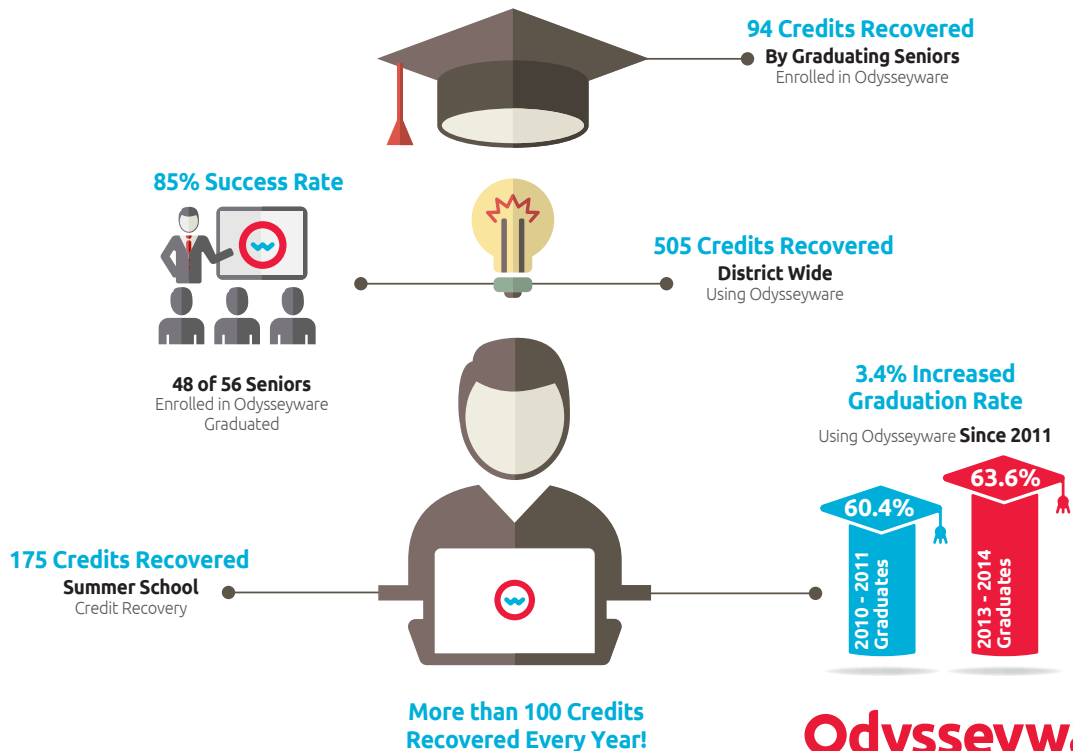 94 Credits Recovered
By Graduating Seniors
Enrolled in Odysseyware
85% Success Rate
505 Credits Recovered
District Wide
Using Odysseyware
48 of 56 Seniors
Enrolled in Odysseyware
Graduated
3.4% Increased
Graduation Rate
Using Odysseyware Since 2011
60.4%
63.6%
2010 - 2011
Graduates
2013 - 2014
Graduates
175 Credits Recovered
Summer School
Credit Recovery
More than 100 Credits
Recovered Every Year!